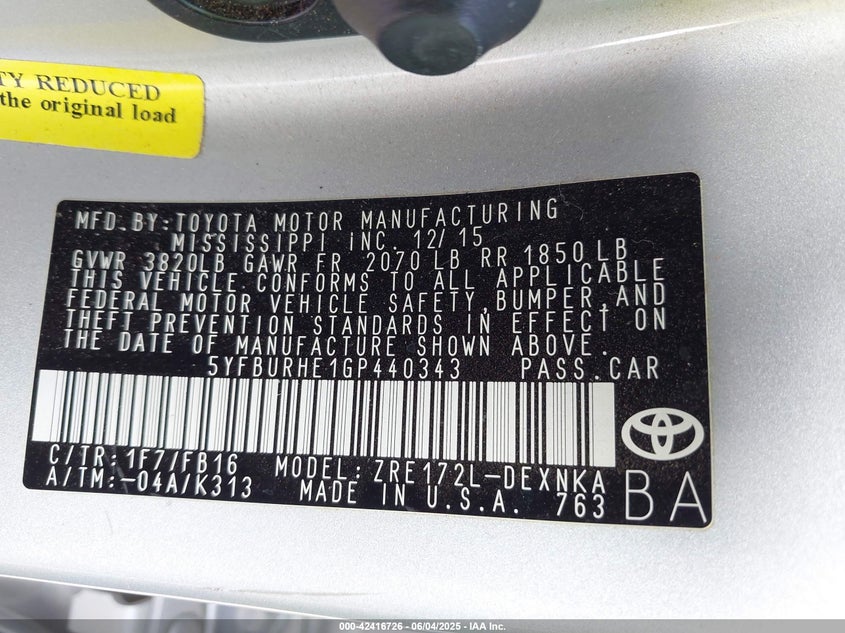 TY REDUCED
the original load
MFD.BY:TOYOTA MOTOR MANUFACTURING
MISSISSIPPI INC. 12/15
GVWR 3820LB GAWR FR 2070 LB RR 1850 LB
THIS VEHICLE CONFORMS TO ALL APPLICABLE
FEDERAL MOTOR VEHICLE SAFETY,BUMPER,AND
THEFT PREVENTION STANDARDS IN EFFECT ON
THE DATE OF MANUFACTURE SHOWN ABOVE.
5YFBURHE1GP440343 PASS.CAR
C/TR:1F7/FB16 MODEL:ZRE172L-DEXNKA
A/TM:-04A/K313 MADE IN U.S.A. 763 BA
000-42416726 - 06/04/2025 - IAA Inc.